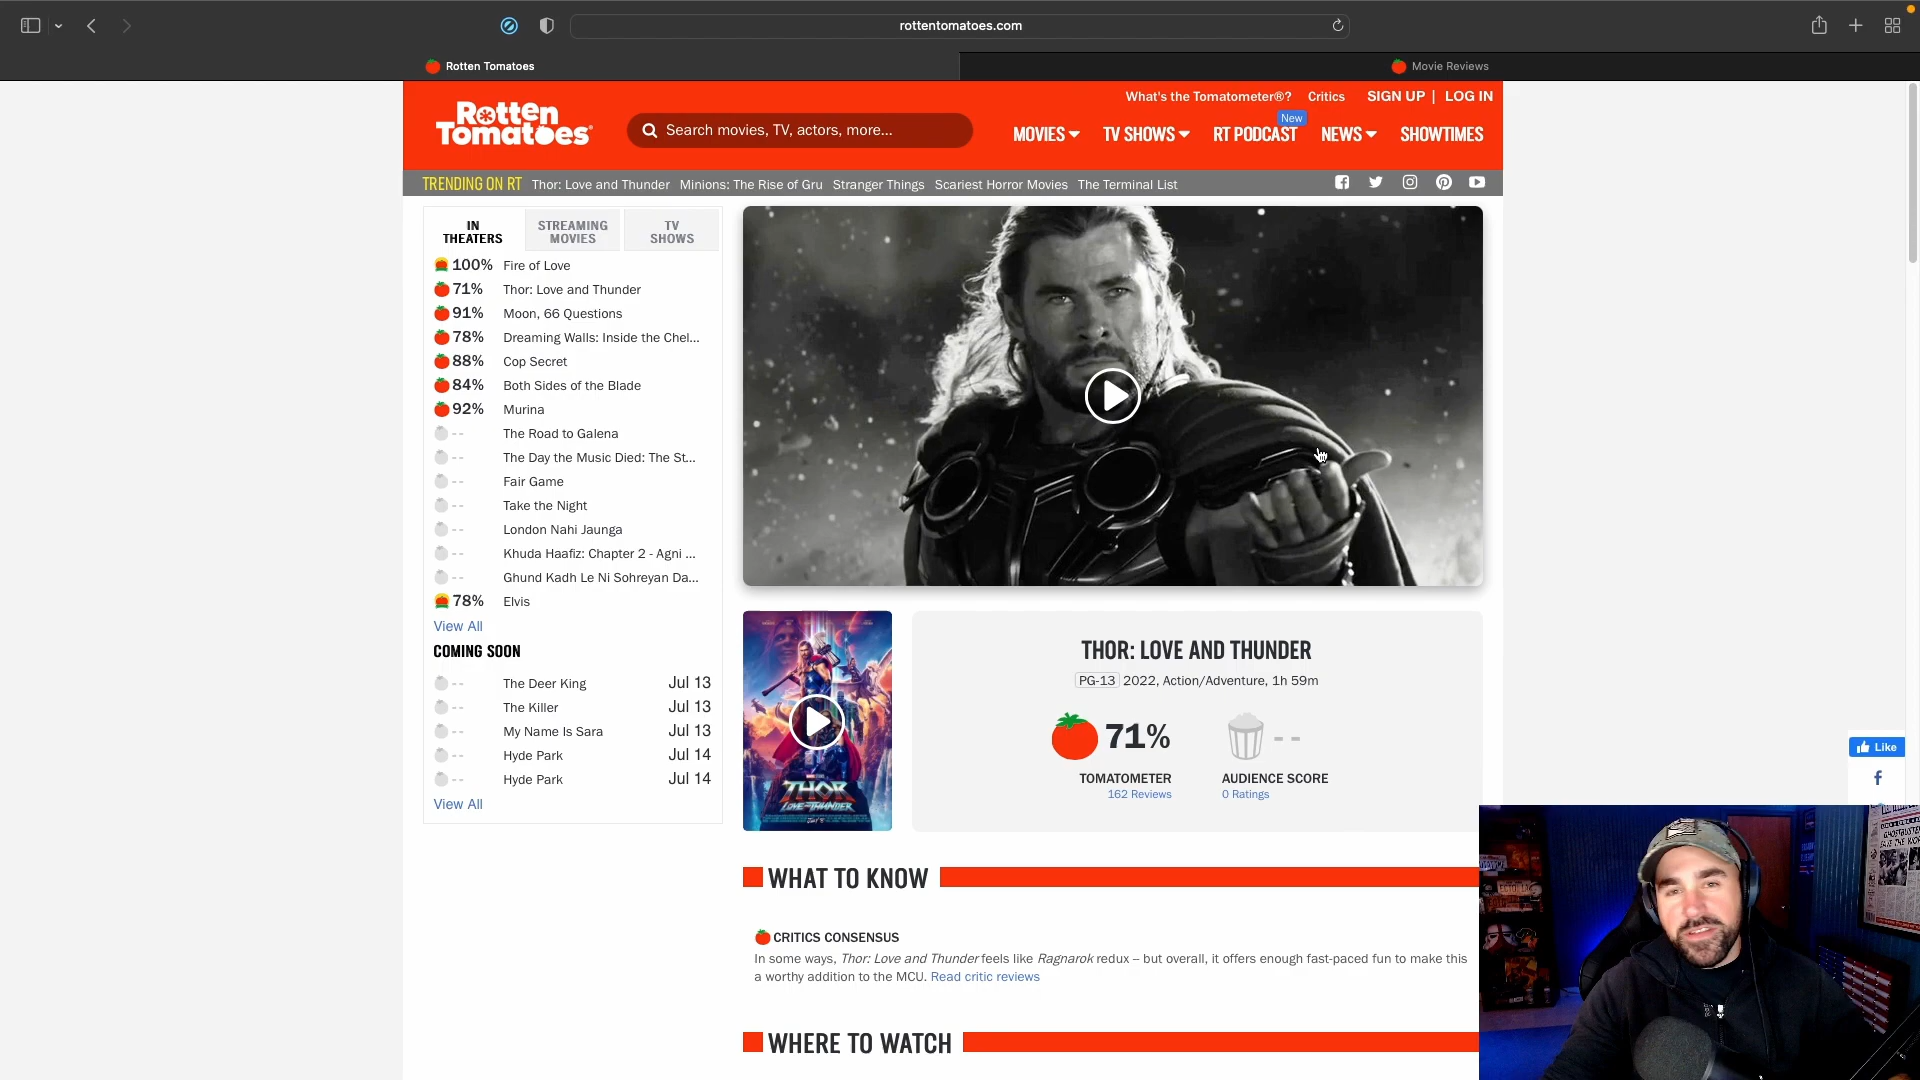 rottentomatoes.com
Rotten Tomatoes
Movie Reviews
Rotten
Tomatoes
Search movies, TV, actors, more...
What's the Tomatometer®? Critics SIGN UP | LOG IN
New
MOVIES TV SHOWS RT PODCAST NEWS SHOWTIMES
TRENDING ON RT Thor: Love and Thunder Minions: The Rise of Gru Stranger Things Scariest Horror Movies The Terminal List
IN THEATERS
STREAMING MOVIES
TV SHOWS
100% Fire of Love
71% Thor: Love and Thunder
91% Moon, 66 Questions
78% Dreaming Walls: Inside the Chel...
88% Cop Secret
84% Both Sides of the Blade
92% Murina
- - The Road to Galena
- - The Day the Music Died: The St...
- - Fair Game
- - Take the Night
- - London Nahi Jaunga
- - Khuda Haafiz: Chapter 2 - Agni ...
- - Ghund Kadh Le Ni Sohreyan Da...
78% Elvis
View All
COMING SOON
- - The Deer King Jul 13
- - The Killer Jul 13
- - My Name Is Sara Jul 13
- - Hyde Park Jul 14
- - Hyde Park Jul 14
View All
THOR
LOVE AND THUNDER
THOR: LOVE AND THUNDER
PG-13 2022, Action/Adventure, 1h 59m
71% - -
TOMATOMETER AUDIENCE SCORE
162 Reviews 0 Ratings
WHAT TO KNOW
CRITICS CONSENSUS
In some ways, Thor: Love and Thunder feels like Ragnarok redux – but overall, it offers enough fast-paced fun to make this
a worthy addition to the MCU. Read critic reviews
WHERE TO WATCH
Like
GHOSTBUSTERS
SAVE THE WORLD